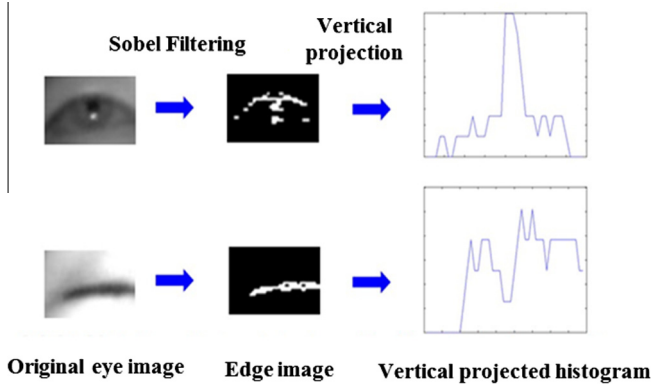 Sobel Filtering
Vertical
projection
Original eye image
Edge image
Vertical projected histogram